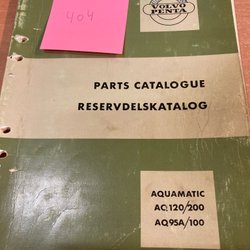 404
VOLVO
PENTA
PARTS CATALOGUE
RESERVDELSKATALOG
AQUAMATIC
AQ120/200
AQ95A/100